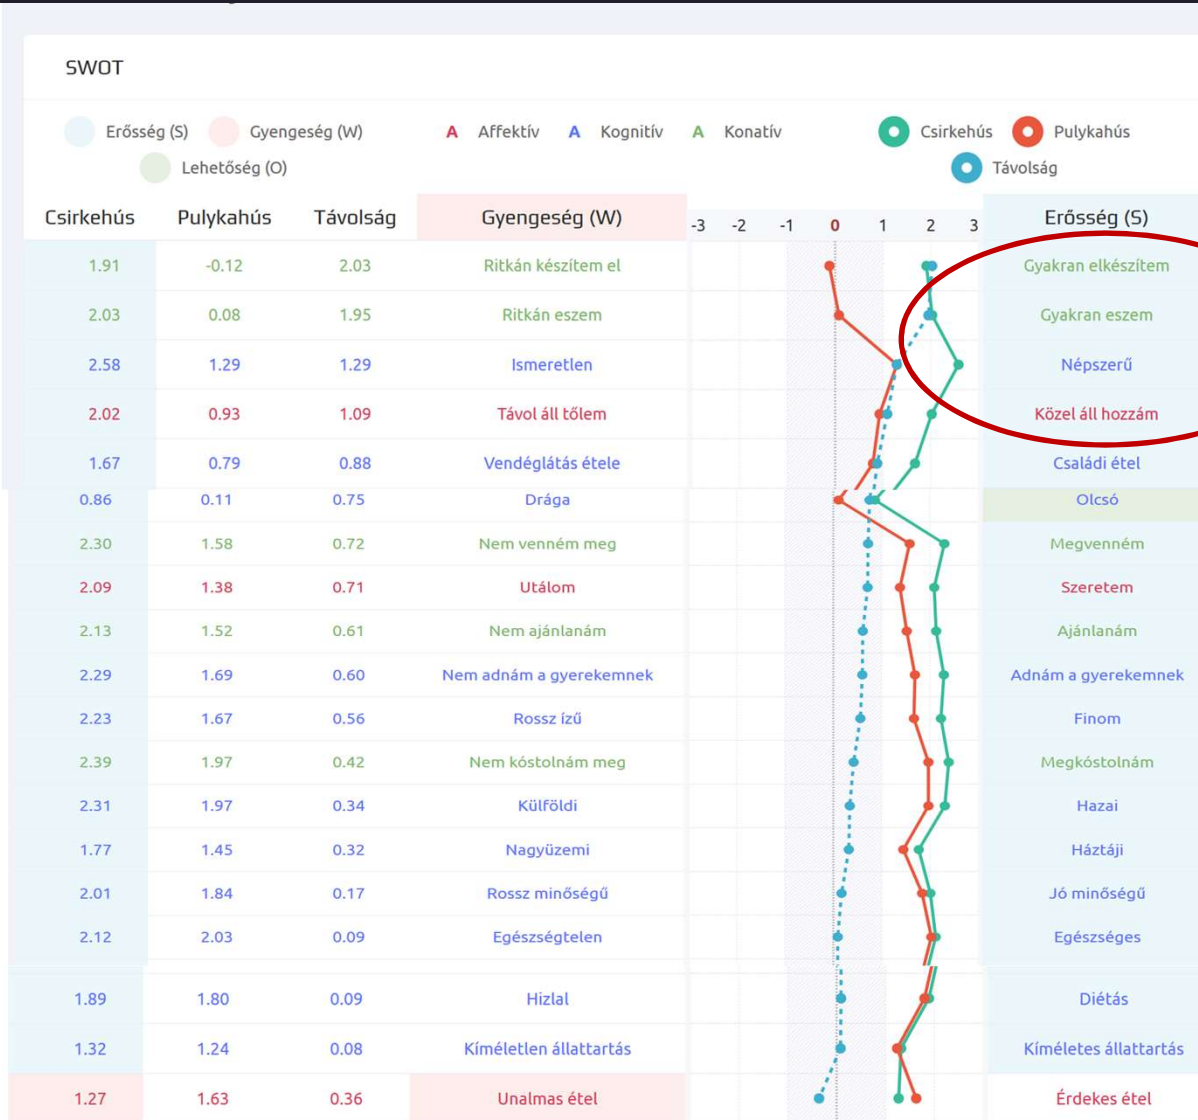 SWOT
Erősség (S) Gyengeség (W) A Affektív A Kognitív A Konatív Csirkehús Pulykahús
Lehetőség (O) Távolság
Csirkehús Pulykahús Távolság Gyengeség (W) -3 -2 -1 0 1 2 3 Erősség (S)
1.91 -0.12 2.03 Ritkán készítem el Gyakran elkészítem
2.03 0.08 1.95 Ritkán eszem Gyakran eszem
2.58 1.29 1.29 Ismeretlen Népszerű
2.02 0.93 1.09 Távol áll tőlem Közel áll hozzám
1.67 0.79 0.88 Vendéglátás étele Családi étel
0.86 0.11 0.75 Drága Olcsó
2.30 1.58 0.72 Nem venném meg Megvenném
2.09 1.38 0.71 Utálom Szeretem
2.13 1.52 0.61 Nem ajánlanám Ajánlanám
2.29 1.69 0.60 Nem adnám a gyerekemnek Adnám a gyerekemnek
2.23 1.67 0.56 Rossz ízű Finom
2.39 1.97 0.42 Nem kóstolnám meg Megkóstolnám
2.31 1.97 0.34 Külföldi Hazai
1.77 1.45 0.32 Nagyüzemi Háztáji
2.01 1.84 0.17 Rossz minőségű Jó minőségű
2.12 2.03 0.09 Egészségtelen Egészséges
1.89 1.80 0.09 Hizlal Diétás
1.32 1.24 0.08 Kíméletlen állattartás Kíméletes állattartás
1.27 1.63 0.36 Unalmas étel Érdekes étel